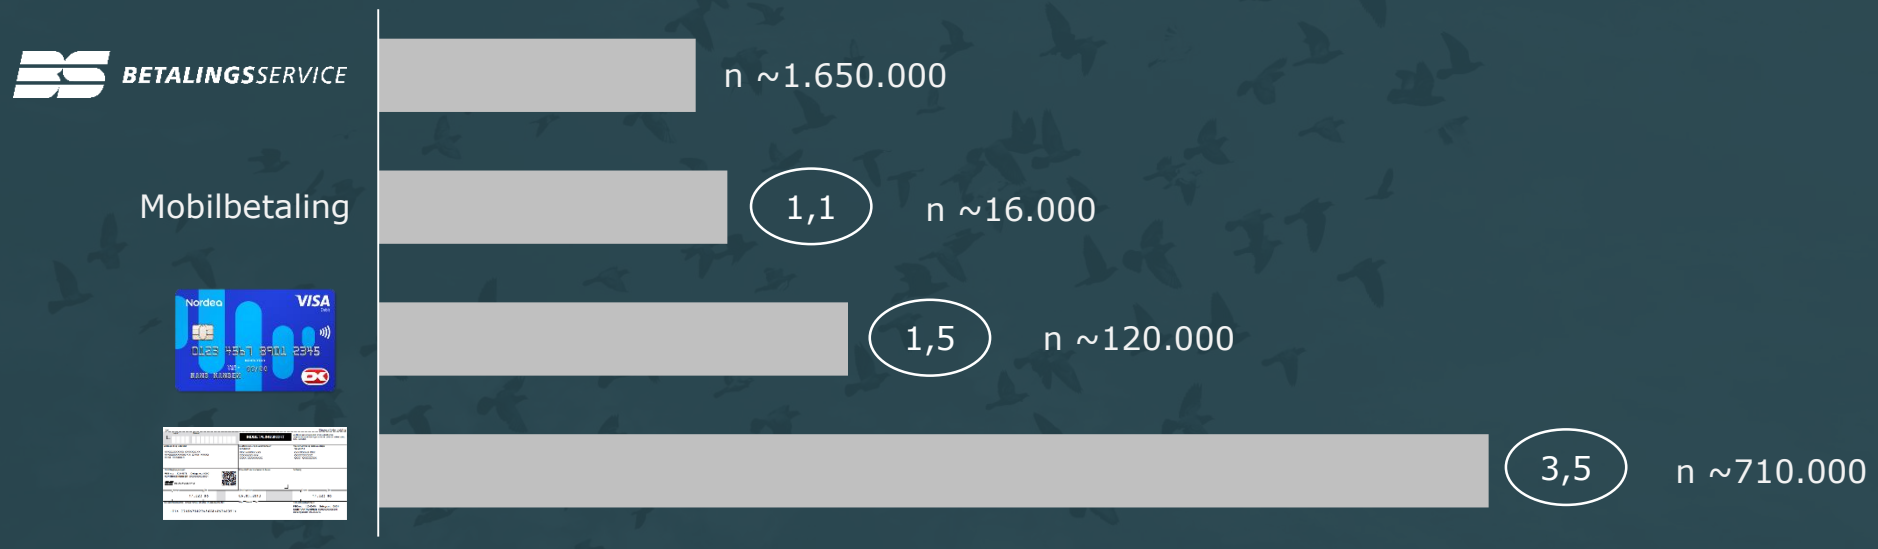 BETALINGSSERVICE
n ~1.650.000
Mobilbetaling
1,1
n ~16.000
Nordea
VISA
1,5
n ~120.000
3,5
n ~710.000